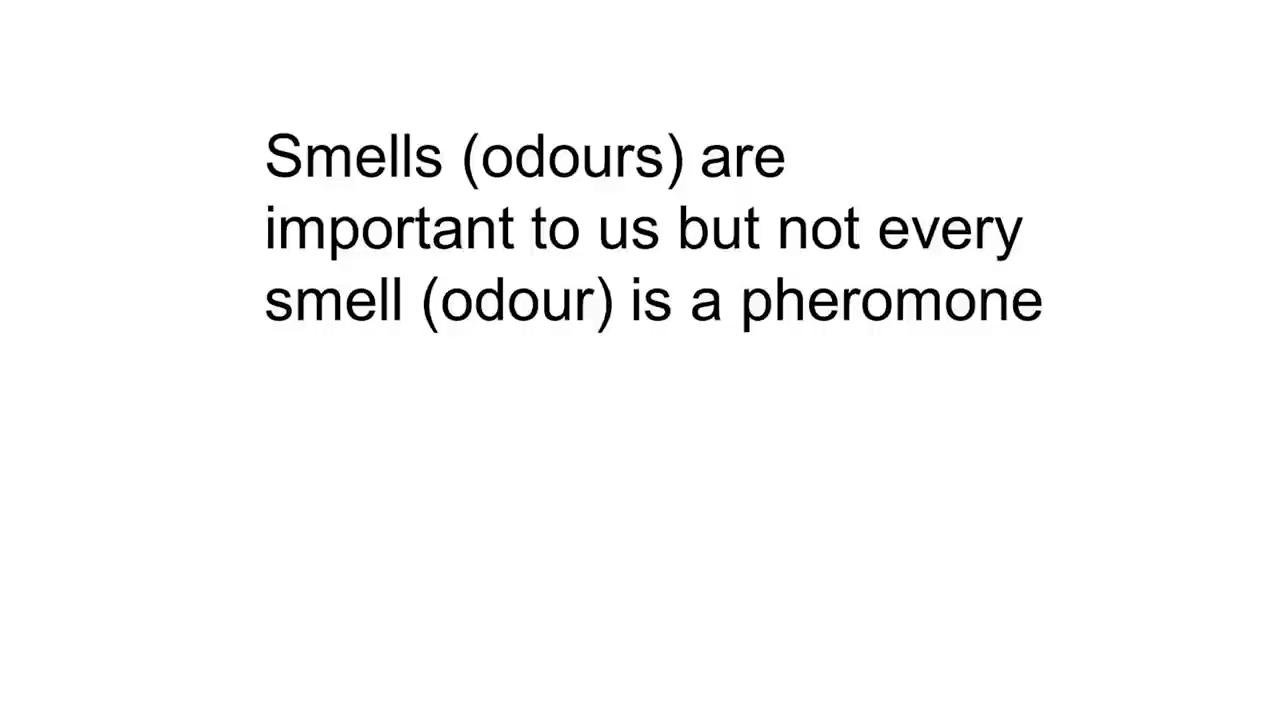 Smells (odours) are
important to us but not every
smell (odour) is a pheromone